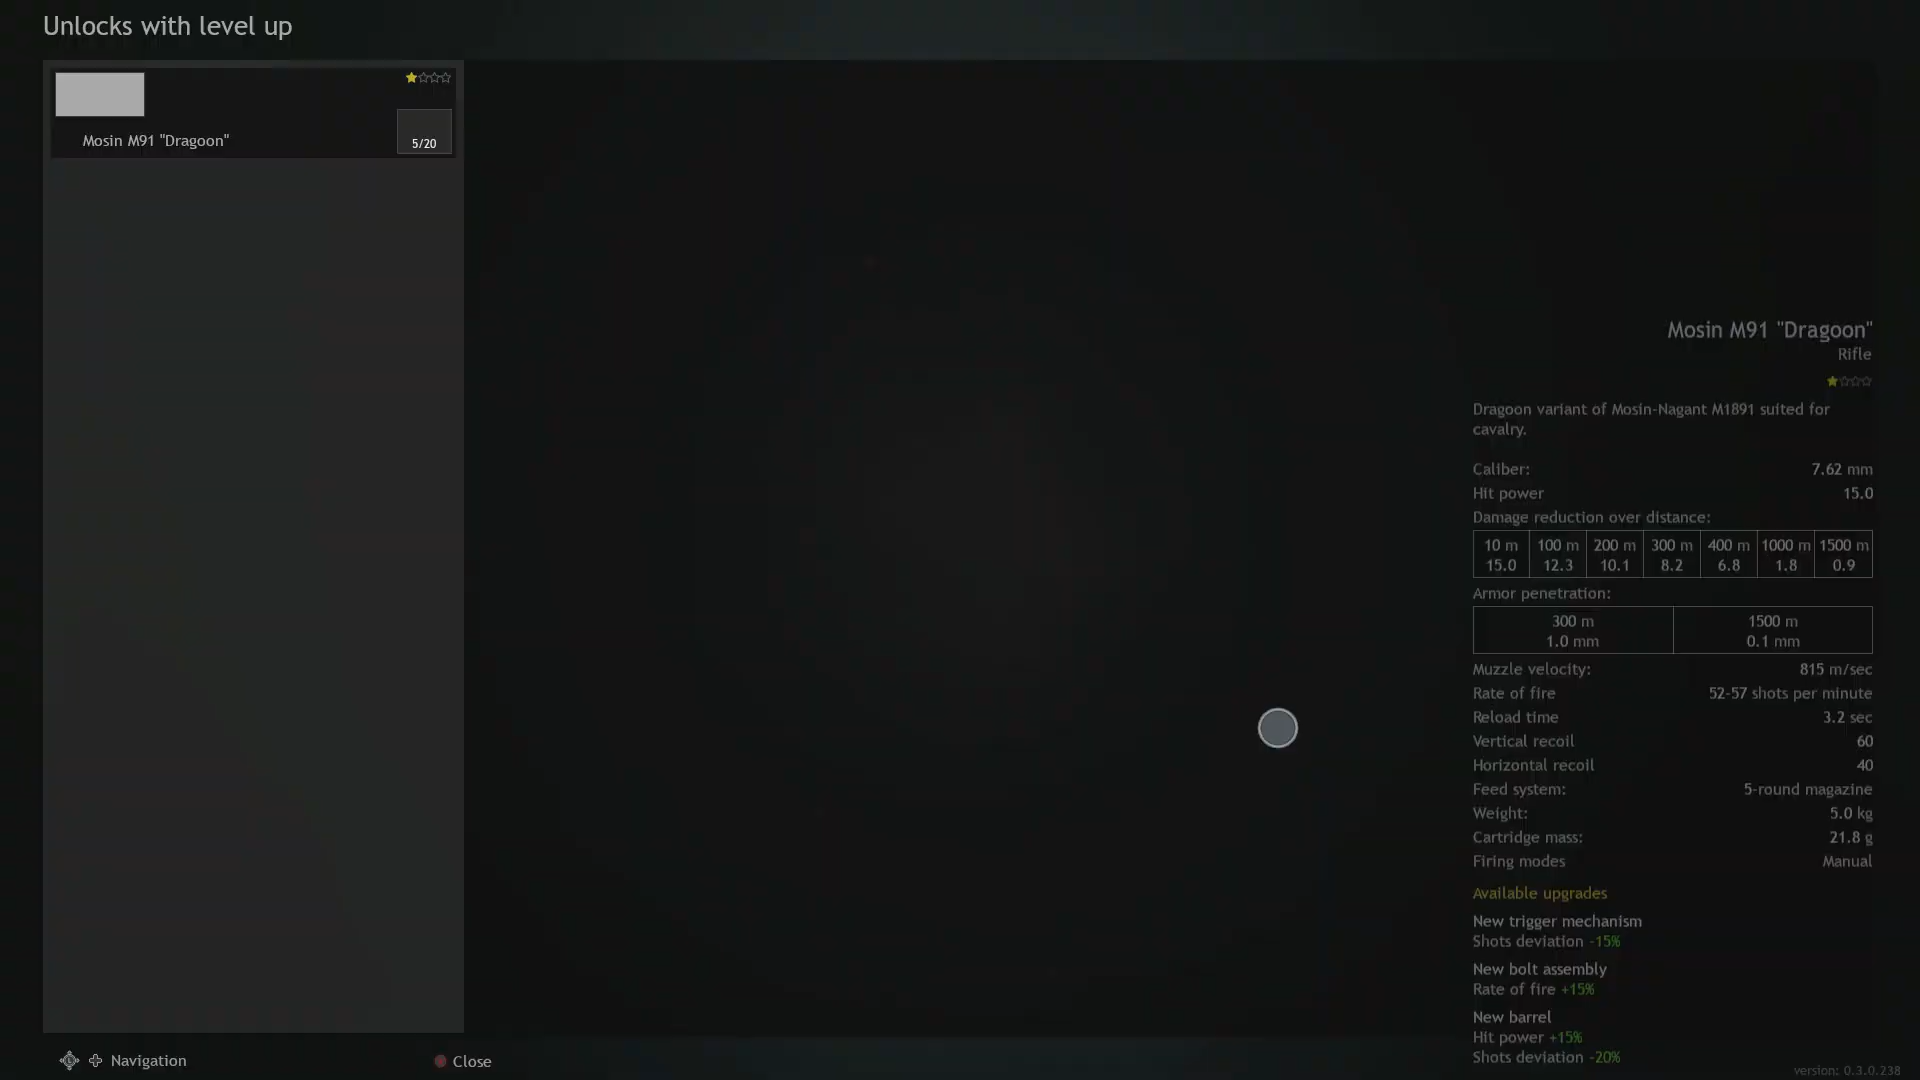 Unlocks with level up
Mosin M91 "Dragoon"
5/20
Mosin M91 "Dragoon"
Rifle
Dragoon variant of Mosin-Nagant M1891 suited for
cavalry.
Caliber: 7.62 mm
Hit power 15.0
Damage reduction over distance:
10 m 100 m 200 m 300 m 400 m 1000 m 1500 m
15.0 12.3 10.1 8.2 6.8 1.8 0.9
Armor penetration:
300 m 1500 m
1.0 mm 0.1 mm
Muzzle velocity: 815 m/sec
Rate of fire 52-57 shots per minute
Reload time 3.2 sec
Vertical recoil 60
Horizontal recoil 40
Feed system: 5-round magazine
Weight: 5.0 kg
Cartridge mass: 21.8 g
Firing modes Manual
Available upgrades
New trigger mechanism
Shots deviation -15%
New bolt assembly
Rate of fire +15%
New barrel
Hit power +15%
Shots deviation -20%
Navigation Close
version: 0.3.0.238